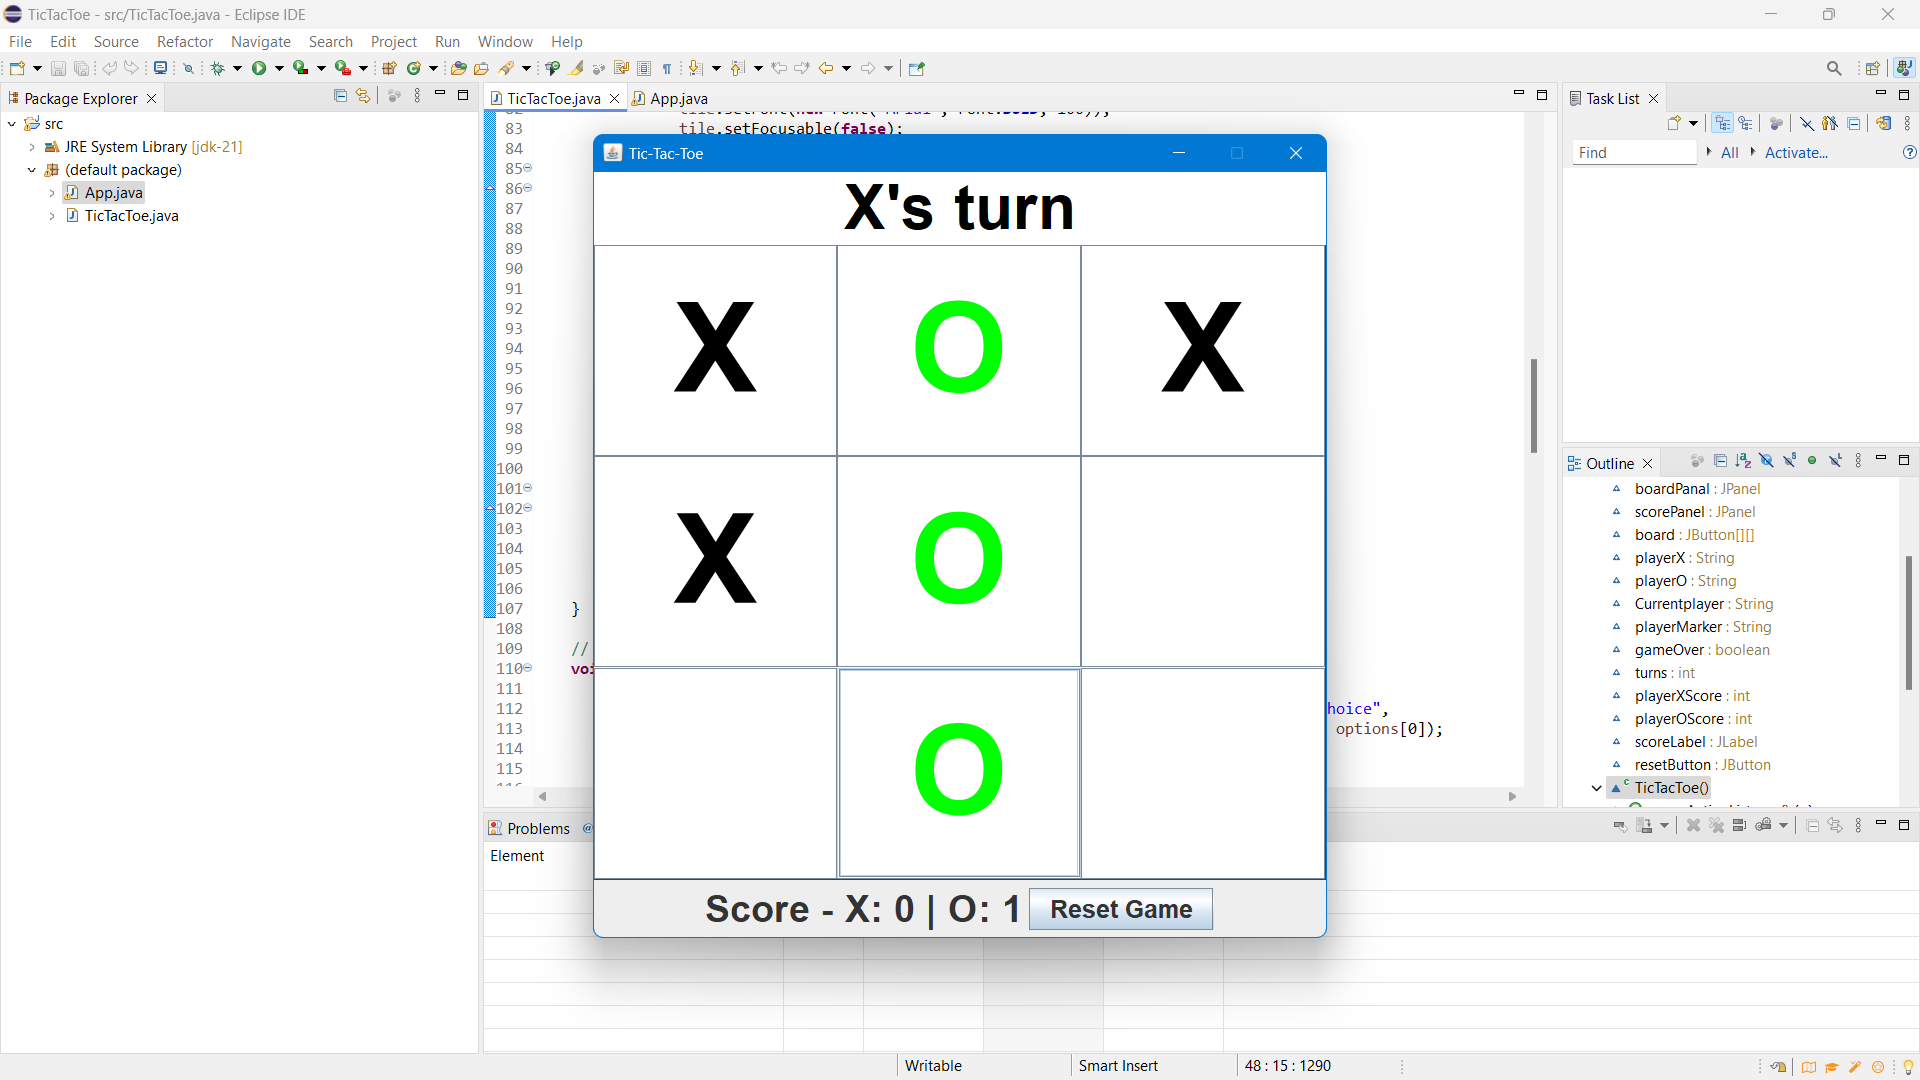 TicTacToe - src/TicTacToe.java - Eclipse IDE
File Edit Source Refactor Navigate Search Project Run Window Help
Package Explorer
src
JRE System Library [jdk-21]
(default package)
App.java
TicTacToe.java
TicTacToe.java App.java
83 tile.setFocusable(false);
84
85
86
87
88
89
90
91
92
93
94
95
96
97
98
99
100
101
102
103
104
105
106
107 }
108
109 //
110 voi
111
112 hoice",
113 options[0]);
114
115
Tic-Tac-Toe
X's turn
X O X
X O
O
Score - X: 0 | O: 1 Reset Game
Problems @
Element
Task List
Find All Activate...
Outline
boardPanal : JPanel
scorePanel : JPanel
board : JButton[][]
playerX : String
playerO : String
Currentplayer : String
playerMarker : String
gameOver : boolean
turns : int
playerXScore : int
playerOScore : int
scoreLabel : JLabel
resetButton : JButton
TicTacToe()
Writable Smart Insert 48 : 15 : 1290